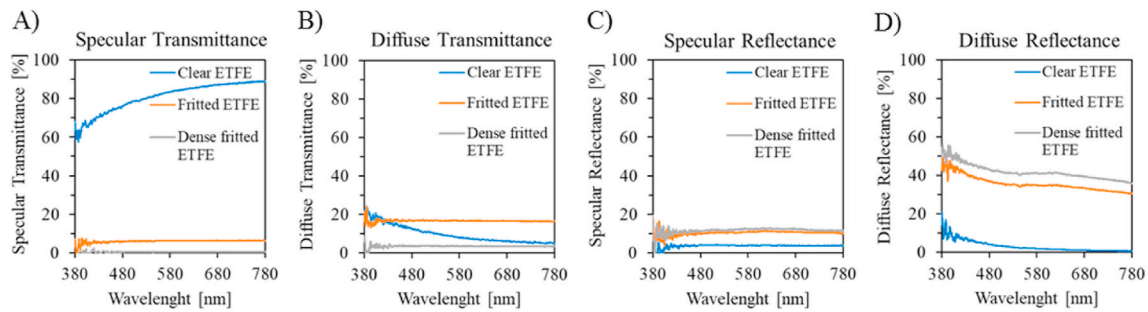 A)
Specular Transmittance
Specular Transmittance [%]
100
80
60
40
20
0
Clear ETFE
Fritted ETFE
Dense fritted
ETFE
380 480 580 680 780
Wavelenght [nm]
B)
Diffuse Transmittance
Diffuse Transmittance [%]
100
80
60
40
20
0
Clear ETFE
Fritted ETFE
Dense fritted
ETFE
380 480 580 680 780
Wavelenght [nm]
C)
Specular Reflectance
Specular Reflectance [%]
100
80
60
40
20
0
Clear ETFE
Fritted ETFE
Dense fritted
ETFE
380 480 580 680 780
Wavelenght [nm]
D)
Diffuse Reflectance
Diffuse Reflectance [%]
100
80
60
40
20
0
Clear ETFE
Fritted ETFE
Dense fritted
ETFE
380 480 580 680 780
Wavelenght [nm]